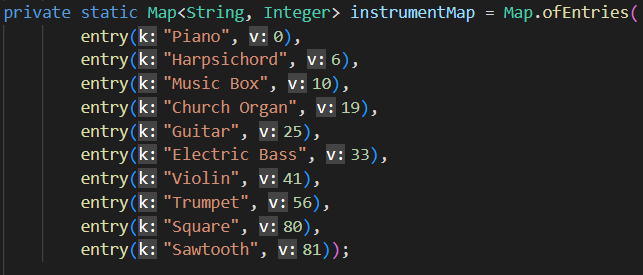 private static Map<String, Integer> instrumentMap = Map.ofEntries(
entry(k: "Piano", v: 0),
entry(k: "Harpsichord", v: 6),
entry(k: "Music Box", v: 10),
entry(k: "Church Organ", v: 19),
entry(k: "Guitar", v: 25),
entry(k: "Electric Bass", v: 33),
entry(k: "Violin", v: 41),
entry(k: "Trumpet", v: 56),
entry(k: "Square", v: 80),
entry(k: "Sawtooth", v: 81));